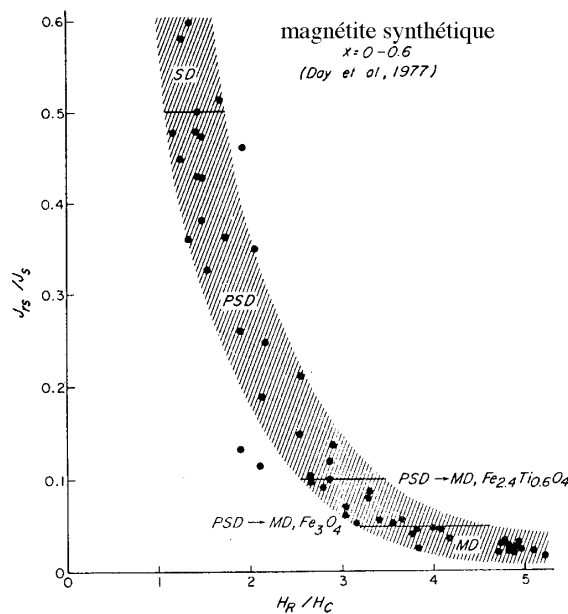 magnétite synthétique
x = 0 – 0.6
(Day et al, 1977)
SD
PSD
PSD → MD, Fe2.4Ti0.6O4
PSD → MD, Fe3O4
MD
Jrs / Js
0.5
0.4
0.3
0.2
0.1
0
0
1
2
3
4
5
HR / HC